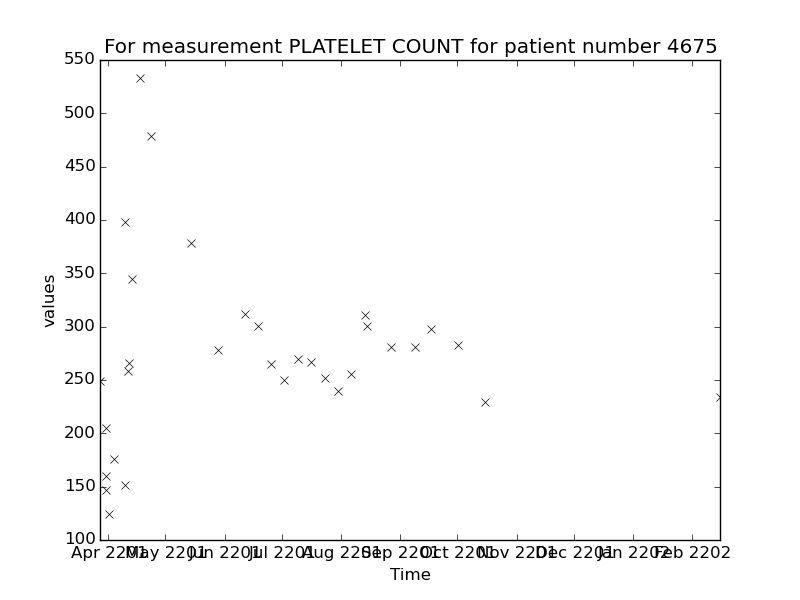 For measurement PLATELET COUNT for patient number 4675
550
500
450
400
350
300
250
200
150
100
values
Apr 2201 May 2201 Jun 2201 Jul 2201 Aug 2201 Sep 2201 Oct 2201 Nov 2201 Dec 2201 Jan 2202 Feb 2202
Time